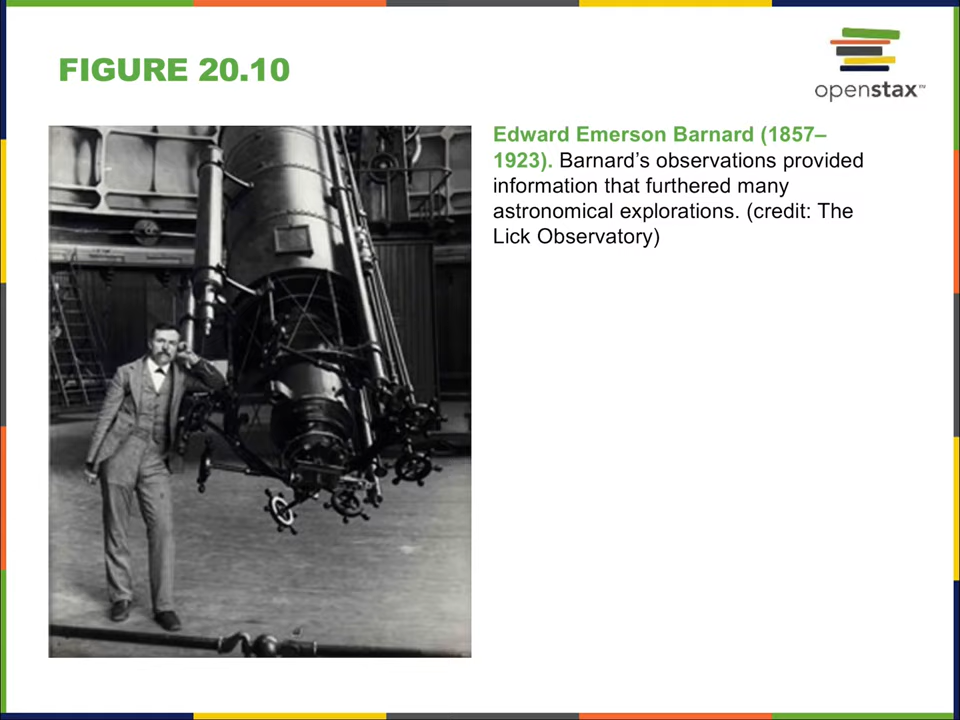 FIGURE 20.10
openstax™
Edward Emerson Barnard (1857–
1923). Barnard’s observations provided
information that furthered many
astronomical explorations. (credit: The
Lick Observatory)